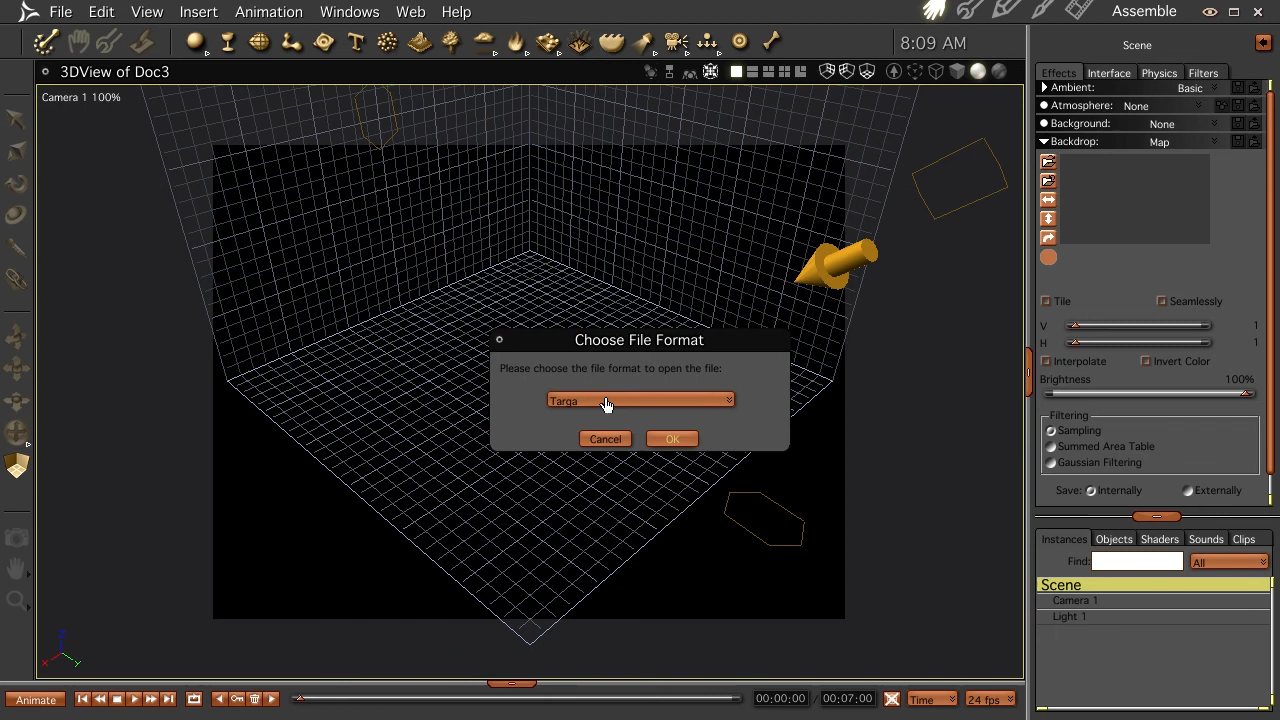 File Edit View Insert Animation Windows Web Help
Assemble
8:09 AM
Scene
3DView of Doc3
Effects Interface Physics Filters
Camera 1 100%
Ambient: Basic
Atmosphere: None
Background: None
Backdrop: Map
Tile Seamlessly
V 1
H 1
Interpolate Invert Color
Brightness 100%
Filtering
Sampling
Summed Area Table
Gaussian Filtering
Save: Internally Externally
Choose File Format
Please choose the file format to open the file:
Targa
Cancel OK
Instances Objects Shaders Sounds Clips
Find: All
Scene
Camera 1
Light 1
Z
X Y
Animate 00:00:00 / 00:07:00 Time 24 fps